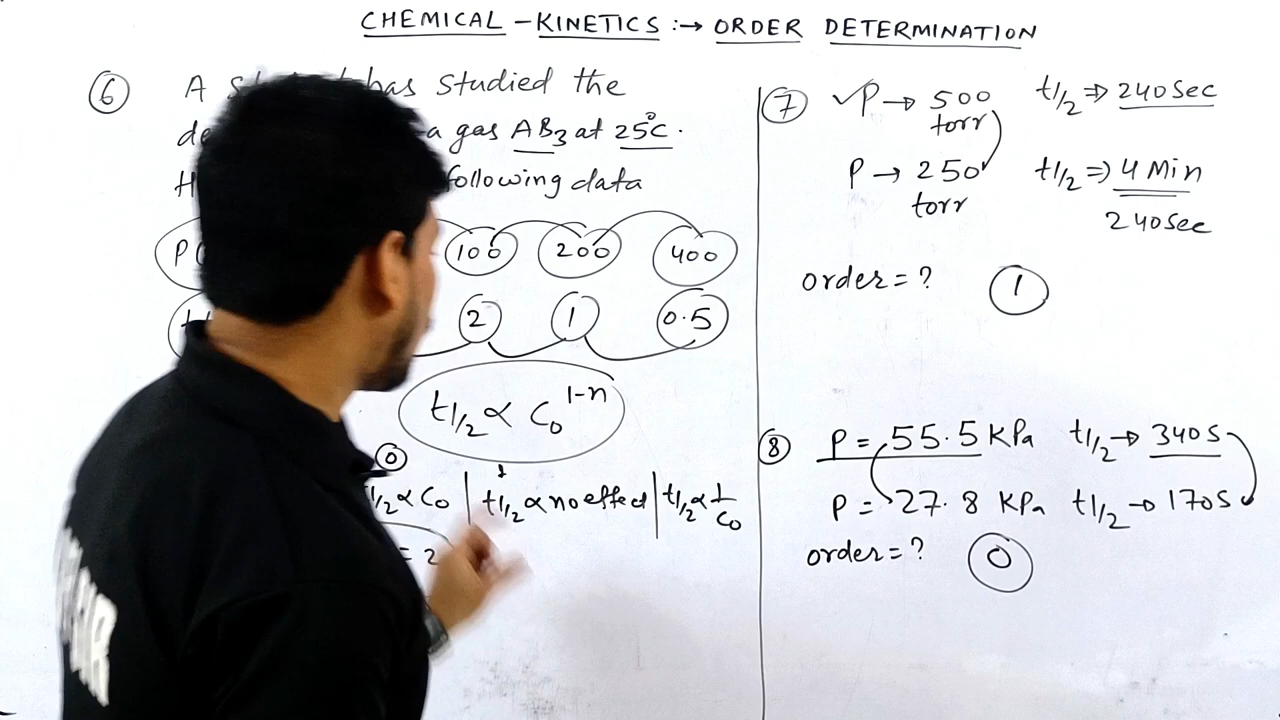 CHEMICAL - KINETICS :→ ORDER DETERMINATION
⑥ A has studied the
a gas AB₃ at 25°C.
following data
P 100 200 400
2 1 0.5
t1/2 ∝ C₀^1-n
⓪
1/2 ∝ C₀ | t1/2 ∝ no effect | t1/2 ∝ 1/C₀
= 2
⑦ ✓P → 500 torr t1/2 ⇒ 240 Sec
P → 250 torr t1/2 ⇒ 4 Min
240 Sec
order = ? ①
⑧ P = 55.5 KPa t1/2 → 340 S
P = 27.8 KPa t1/2 → 170 S
order = ? ⓪